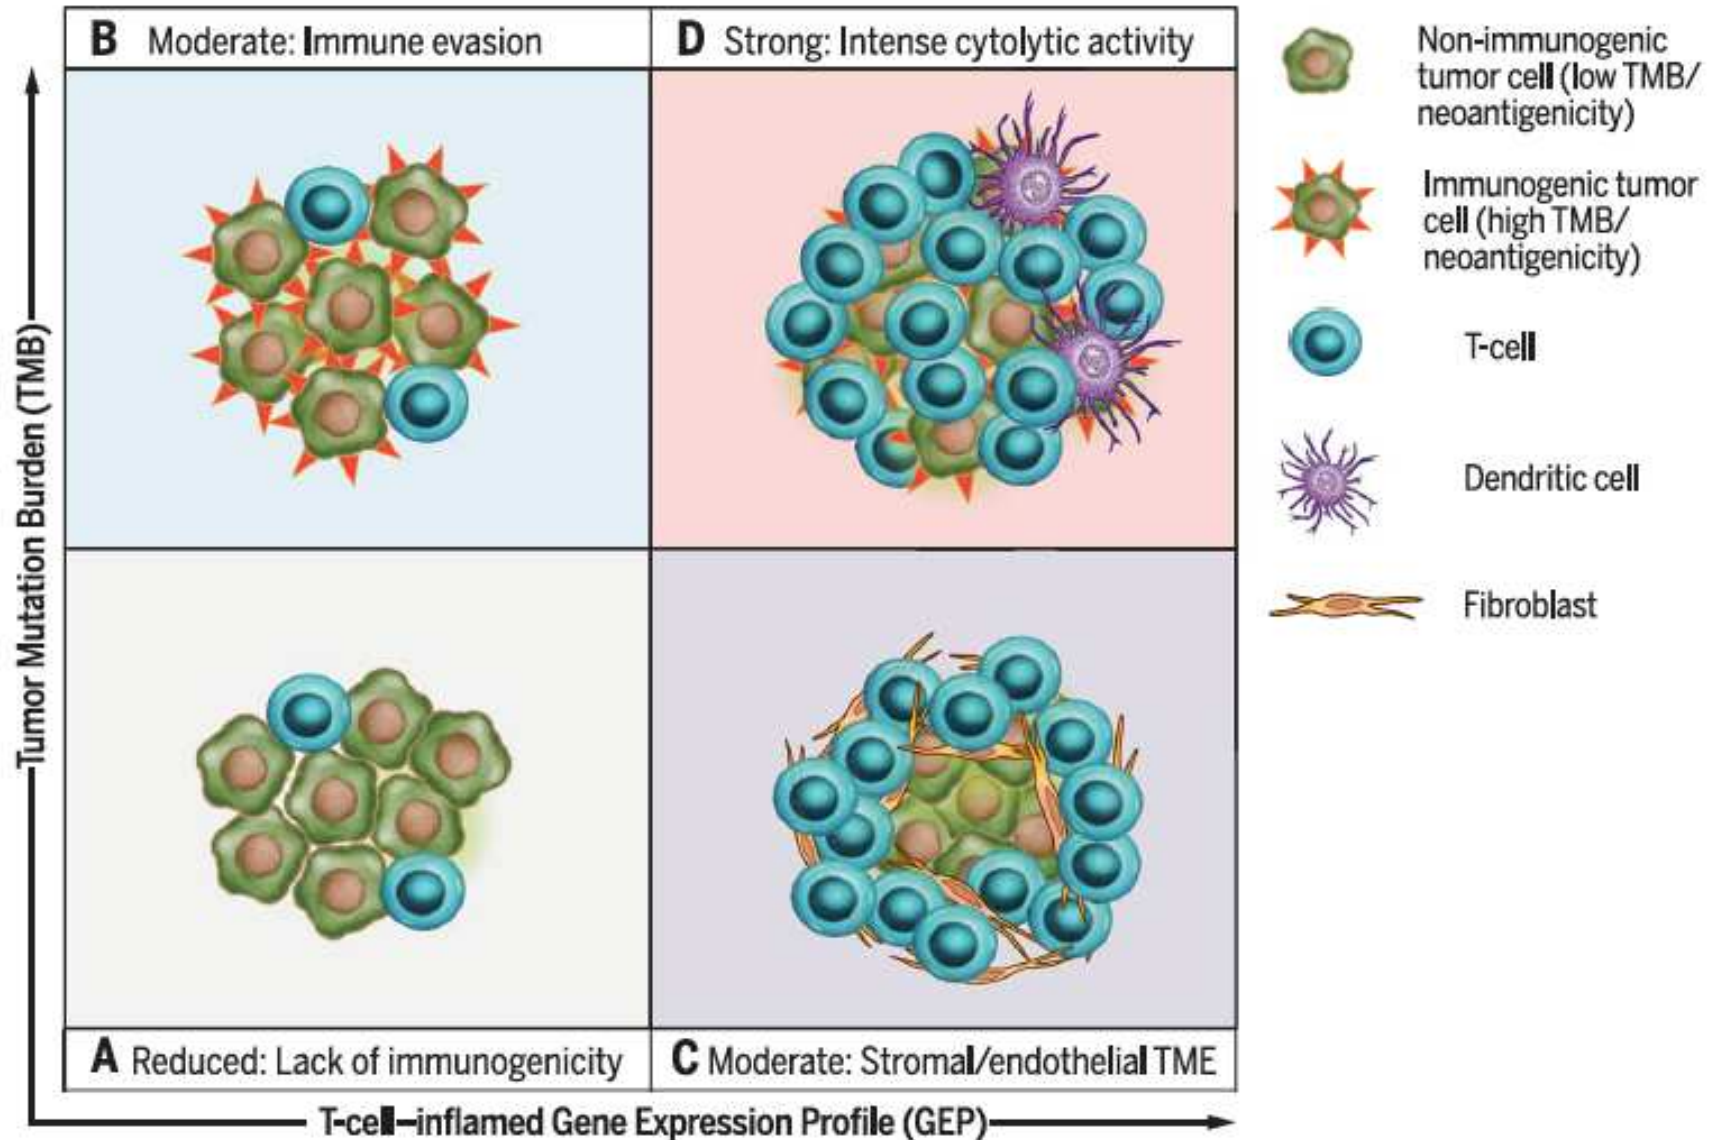 B Moderate: Immune evasion
D Strong: Intense cytolytic activity
Non-immunogenic
tumor cell (low TMB/
neoantigenicity)
Immunogenic tumor
cell (high TMB/
neoantigenicity)
T-cell
Dendritic cell
Fibroblast
Tumor Mutation Burden (TMB)
A Reduced: Lack of immunogenicity
C Moderate: Stromal/endothelial TME
T-cell–inflamed Gene Expression Profile (GEP)